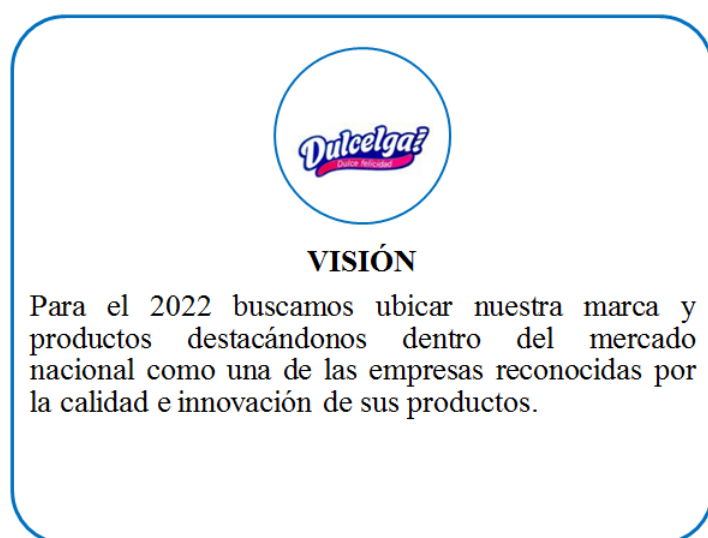 Dulcelgaz
Dulce felicidad
VISIÓN
Para el 2022 buscamos ubicar nuestra marca y
productos destacándonos dentro del mercado
nacional como una de las empresas reconocidas por
la calidad e innovación de sus productos.